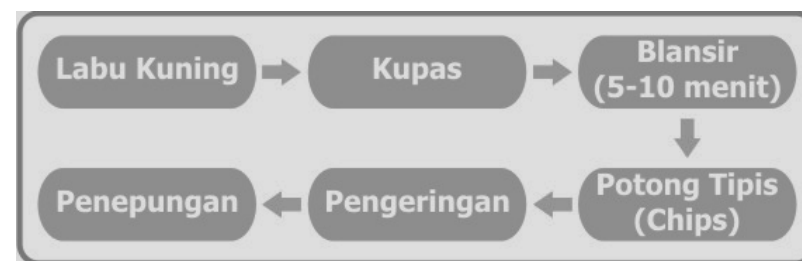 Labu Kuning
Kupas
Blansir
(5-10 menit)
Potong Tipis
(Chips)
Pengeringan
Penepungan